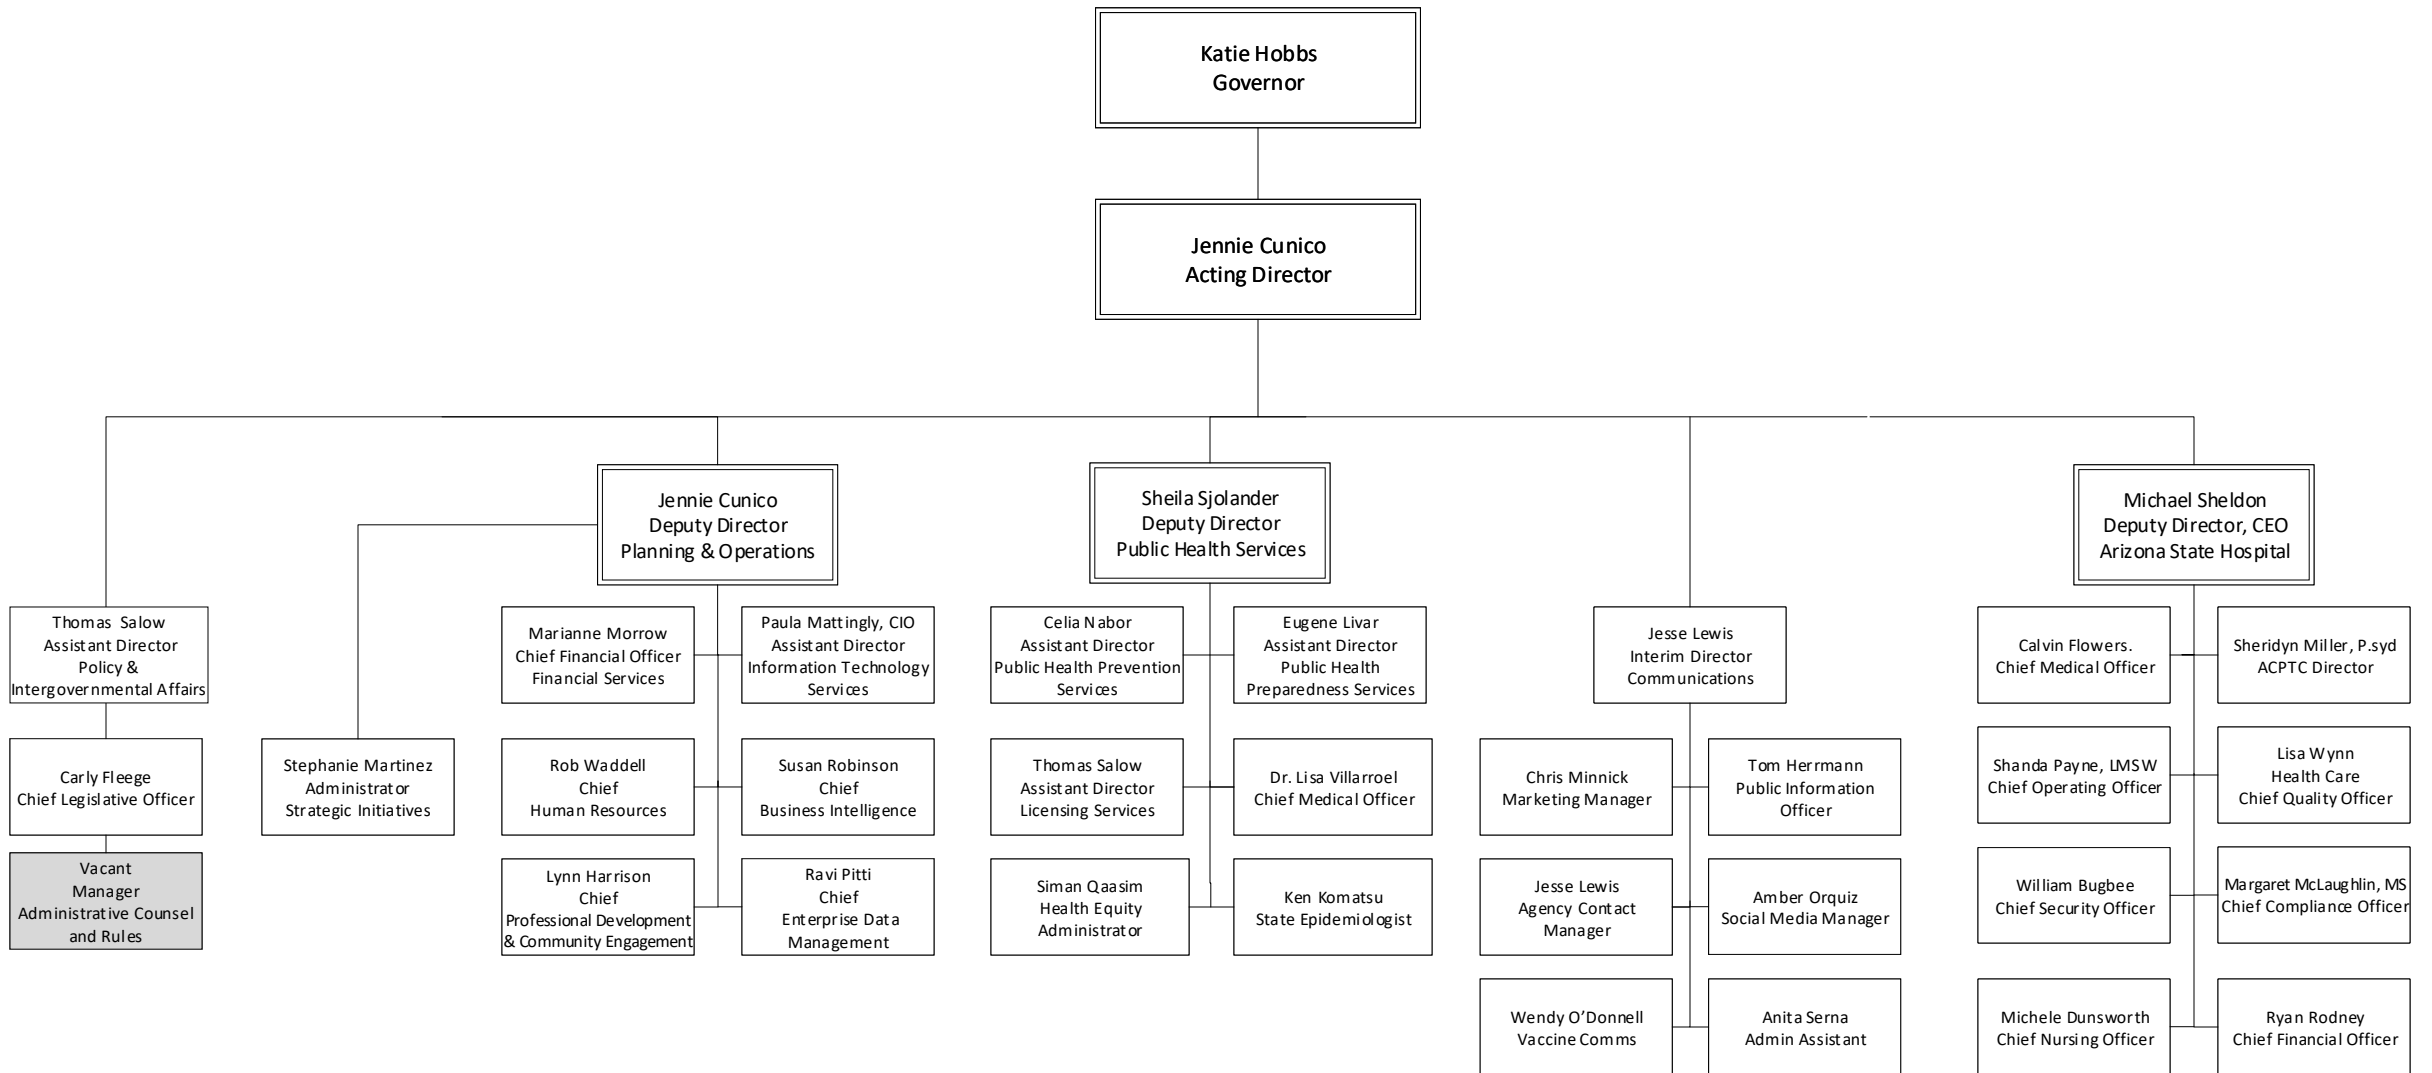 Katie Hobbs
Governor
Jennie Cunico
Acting Director
Jennie Cunico
Deputy Director
Planning & Operations
Sheila Sjolander
Deputy Director
Public Health Services
Michael Sheldon
Deputy Director, CEO
Arizona State Hospital
Thomas Salow
Assistant Director
Policy &
Intergovernmental Affairs
Marianne Morrow
Chief Financial Officer
Financial Services
Paula Mattingly, CIO
Assistant Director
Information Technology
Services
Celia Nabor
Assistant Director
Public Health Prevention
Services
Eugene Livar
Assistant Director
Public Health
Preparedness Services
Jesse Lewis
Interim Director
Communications
Calvin Flowers.
Chief Medical Officer
Sheridyn Miller, P.syd
ACPTC Director
Carly Fleege
Chief Legislative Officer
Stephanie Martinez
Administrator
Strategic Initiatives
Rob Waddell
Chief
Human Resources
Susan Robinson
Chief
Business Intelligence
Thomas Salow
Assistant Director
Licensing Services
Dr. Lisa Villarroel
Chief Medical Officer
Chris Minnick
Marketing Manager
Tom Herrmann
Public Information
Officer
Shanda Payne, LMSW
Chief Operating Officer
Lisa Wynn
Health Care
Chief Quality Officer
Vacant
Manager
Administrative Counsel
and Rules
Lynn Harrison
Chief
Professional Development
& Community Engagement
Ravi Pitti
Chief
Enterprise Data
Management
Siman Qaasim
Health Equity
Administrator
Ken Komatsu
State Epidemiologist
Jesse Lewis
Agency Contact
Manager
Amber Orquiz
Social Media Manager
William Bugbee
Chief Security Officer
Margaret McLaughlin, MS
Chief Compliance Officer
Wendy O’Donnell
Vaccine Comms
Anita Serna
Admin Assistant
Michele Dunsworth
Chief Nursing Officer
Ryan Rodney
Chief Financial Officer